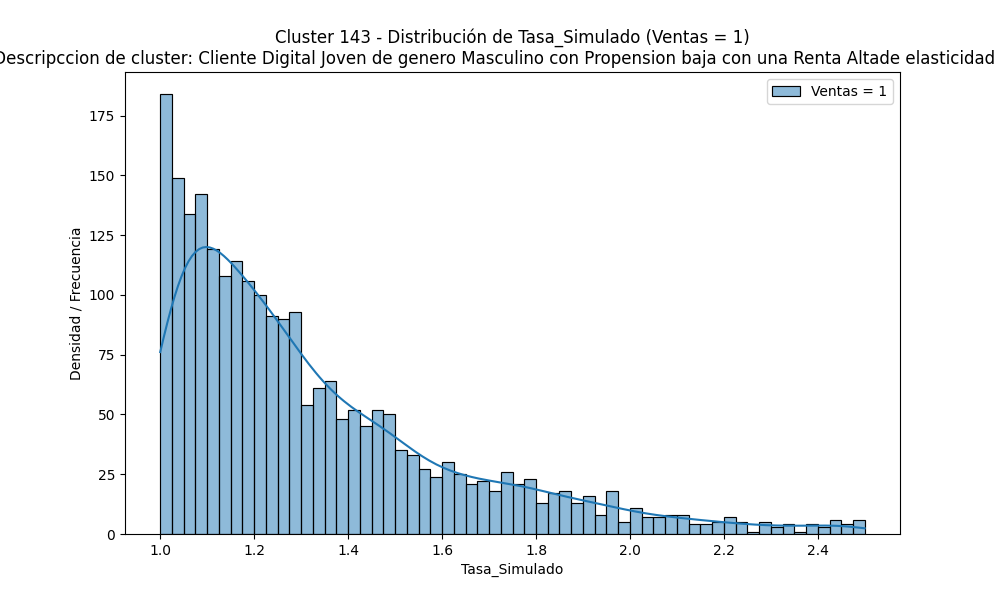 Cluster 143 - Distribución de Tasa_Simulado (Ventas = 1)
Descripccion de cluster: Cliente Digital Joven de genero Masculino con Propension baja con una Renta Altade elasticidad
Ventas = 1
Densidad / Frecuencia
175
150
125
100
75
50
25
0
1.0 1.2 1.4 1.6 1.8 2.0 2.2 2.4
Tasa_Simulado